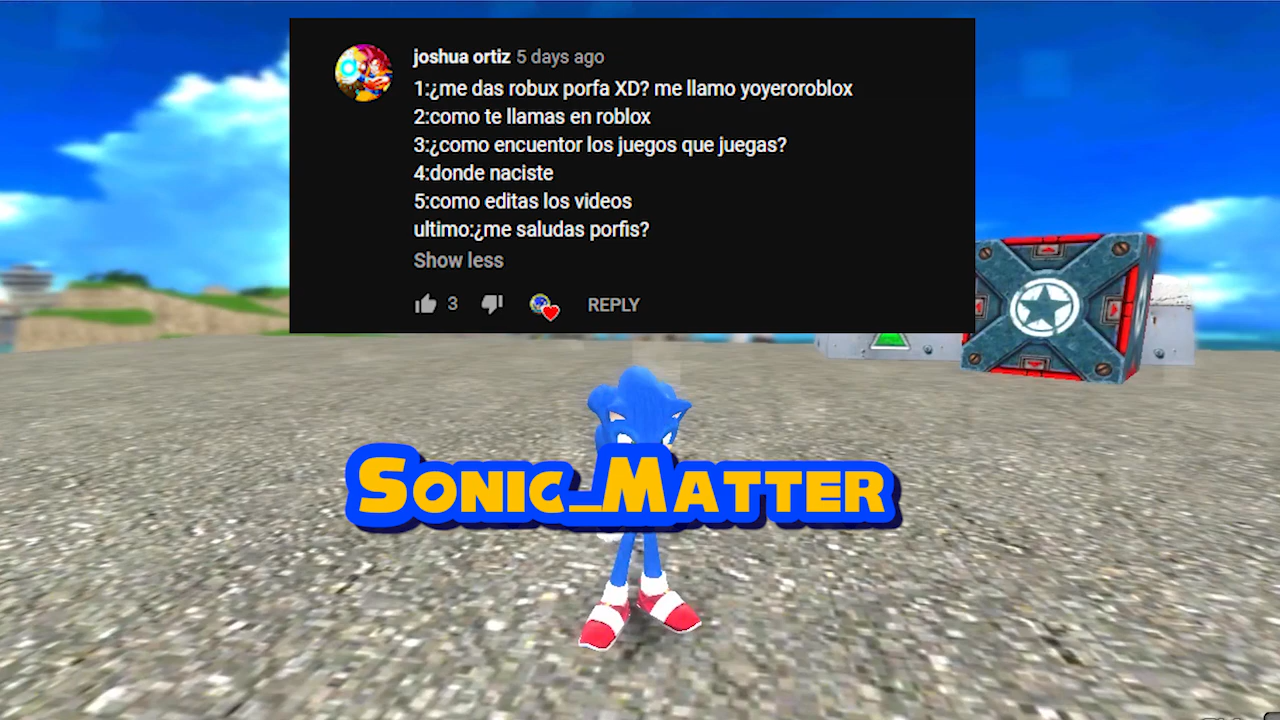 joshua ortiz 5 days ago
1:¿me das robux porfa XD? me llamo yoyeroroblox
2:como te llamas en roblox
3:¿como encuentor los juegos que juegas?
4:donde naciste
5:como editas los videos
ultimo:¿me saludas porfis?
Show less
3 REPLY
Sonic_Matter